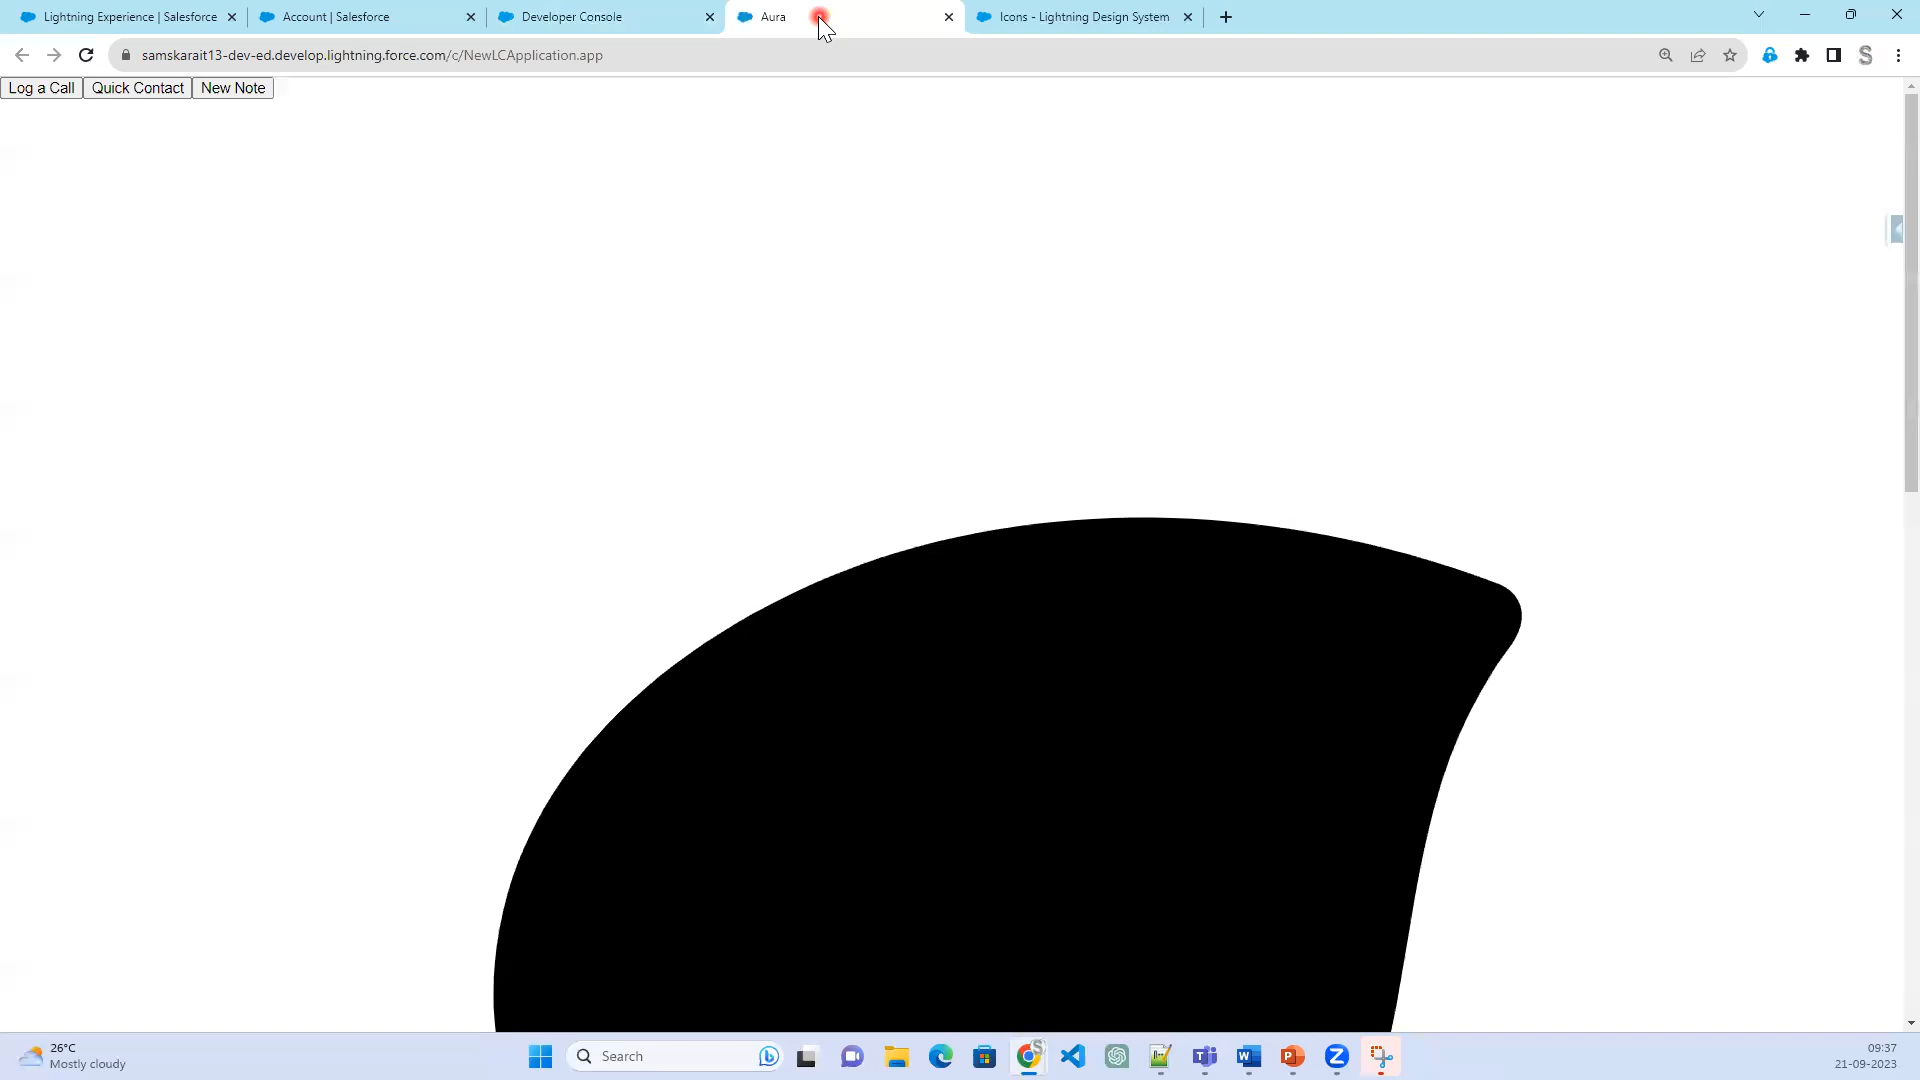 Lightning Experience | Salesforce
Account | Salesforce
Developer Console
Aura
Icons - Lightning Design System
samskarait13-dev-ed.develop.lightning.force.com/c/NewLCApplication.app
Log a Call
Quick Contact
New Note
26°C
Mostly cloudy
Search
09:37
21-09-2023